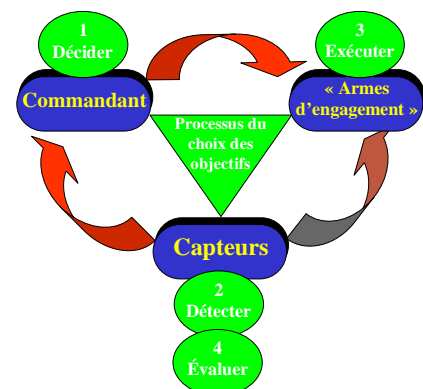 1
Décider
Commandant
3
Exécuter
« Armes
d'engagement »
Processus du
choix des
objectifs
Capteurs
2
Détecter
4
Évaluer